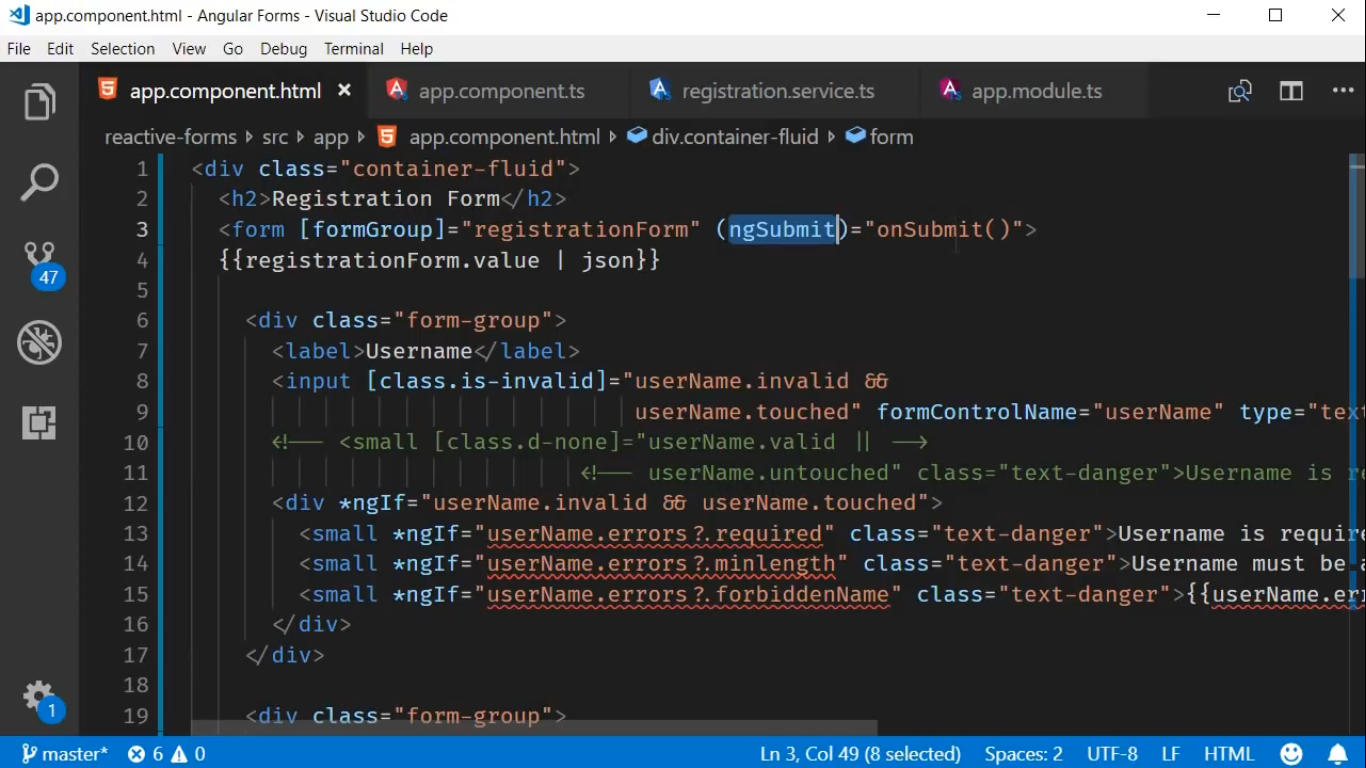 app.component.html - Angular Forms - Visual Studio Code
File Edit Selection View Go Debug Terminal Help
app.component.html app.component.ts registration.service.ts app.module.ts
reactive-forms src app app.component.html div.container-fluid form
1 <div class="container-fluid">
2 <h2>Registration Form</h2>
3 <form [formGroup]="registrationForm" (ngSubmit)="onSubmit()">
4 {{registrationForm.value | json}}
5
6 <div class="form-group">
7 <label>Username</label>
8 <input [class.is-invalid]="userName.invalid &&
9 userName.touched" formControlName="userName" type="tex
10 <!-- <small [class.d-none]="userName.valid || -->
11 <!-- userName.untouched" class="text-danger">Username is re
12 <div *ngIf="userName.invalid && userName.touched">
13 <small *ngIf="userName.errors?.required" class="text-danger">Username is require
14 <small *ngIf="userName.errors?.minlength" class="text-danger">Username must be a
15 <small *ngIf="userName.errors?.forbiddenName" class="text-danger">{{userName.err
16 </div>
17 </div>
18
19 <div class="form-group">
47
1
master* 6 0 Ln 3, Col 49 (8 selected) Spaces: 2 UTF-8 LF HTML